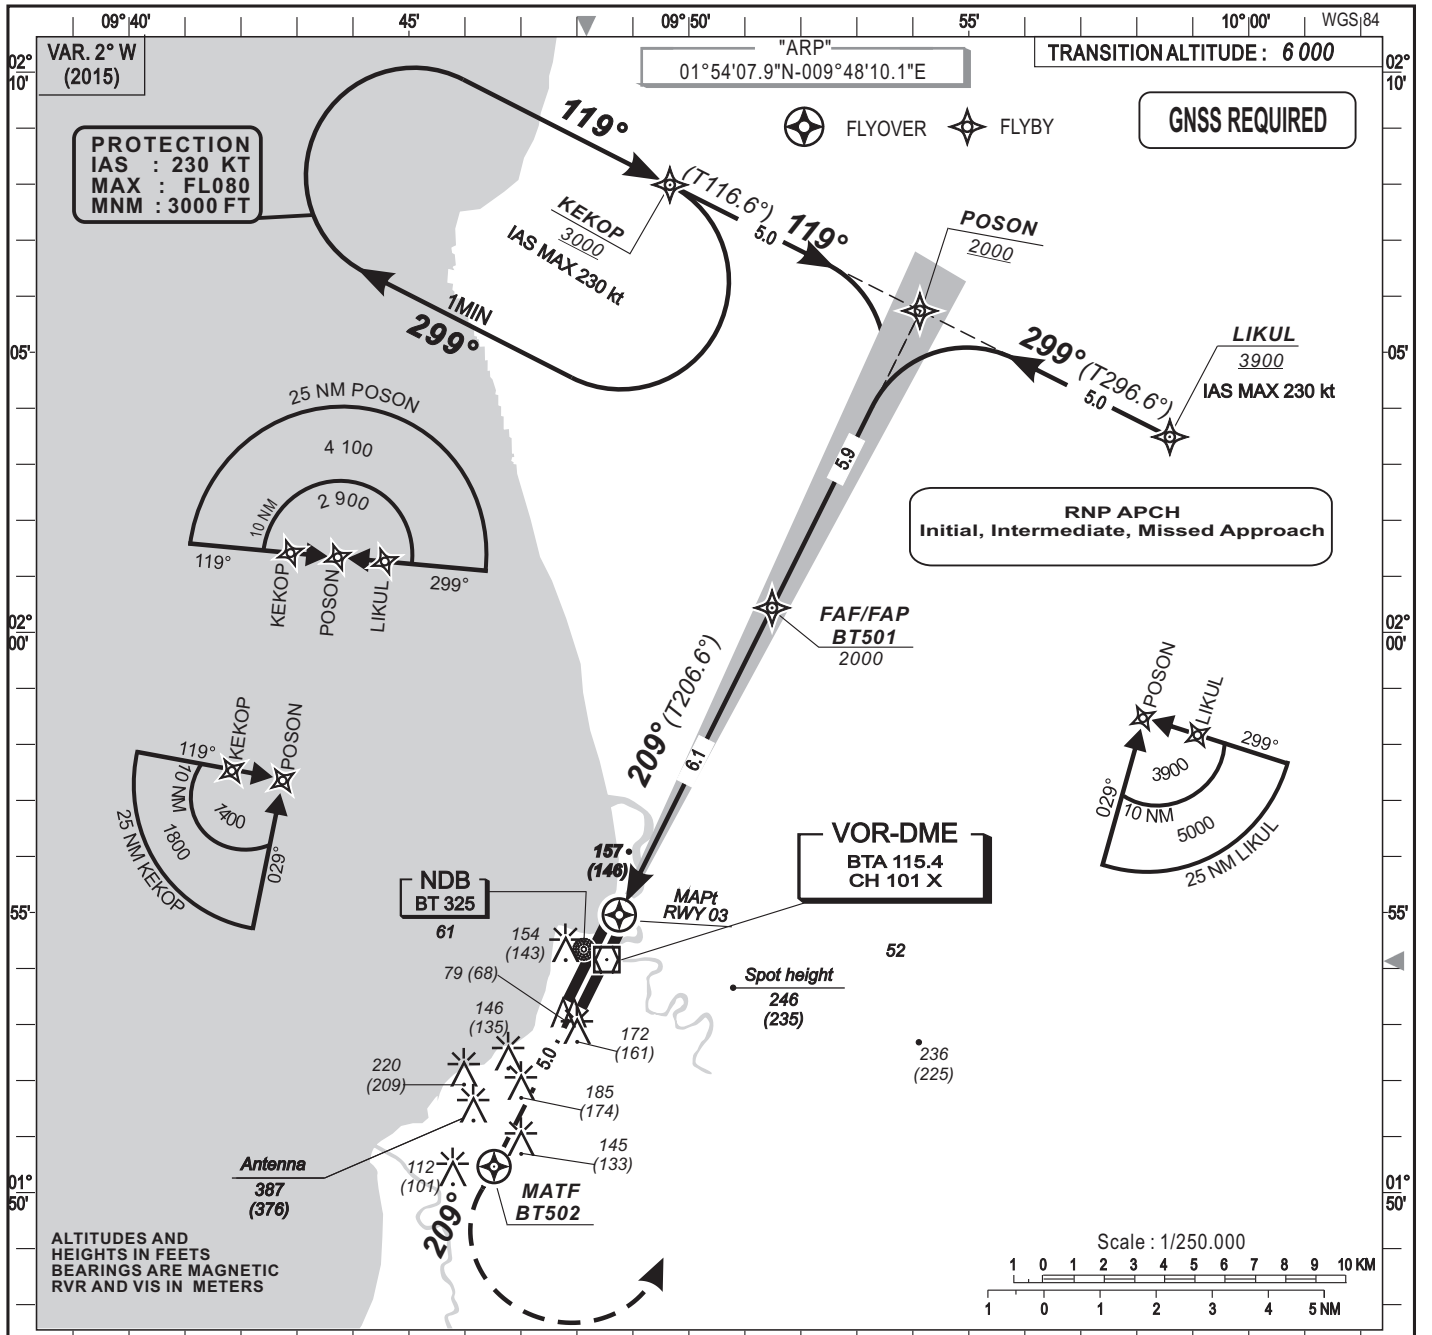 09°40' 45' 09°50' 55' 10°00' WGS 84
VAR. 2° W
(2015)
"ARP"
01°54'07.9"N-009°48'10.1"E
TRANSITION ALTITUDE : 6 000
02°
10'
02°
10'
FLYOVER
FLYBY
GNSS REQUIRED
PROTECTION
IAS : 230 KT
MAX : FL080
MNM : 3000 FT
119°
(T116.6°)
5.0
119°
KEKOP
3000
IAS MAX 230 kt
POSON
2000
1MIN
299°
299° (T296.6°)
5.0
LIKUL
3900
IAS MAX 230 kt
05'
05'
25 NM POSON
4 100
2 900
10 NM
119°
299°
KEKOP
POSON
LIKUL
5.9
RNP APCH
Initial, Intermediate, Missed Approach
FAF/FAP
BT501
2000
02°
00'
02°
00'
209° (T206.6°)
6.1
KEKOP
POSON
119°
10 NM
1400
1800
25 NM KEKOP
029°
POSON
LIKUL
299°
3900
029°
10 NM
5000
25 NM LIKUL
VOR-DME
BTA 115.4
CH 101 X
157
(146)
NDB
BT 325
61
MAPt
RWY 03
55'
55'
154
(143)
52
79 (68)
Spot height
246
(235)
146
(135)
172
(161)
5.0
236
(225)
220
(209)
185
(174)
145
(133)
Antenna
387
(376)
112
(101)
MATF
BT502
209°
01°
50'
01°
50'
ALTITUDES AND
HEIGHTS IN FEETS
BEARINGS ARE MAGNETIC
RVR AND VIS IN METERS
Scale : 1/250.000
1 0 1 2 3 4 5 6 7 8 9 10 KM
1 0 1 2 3 4 5 NM